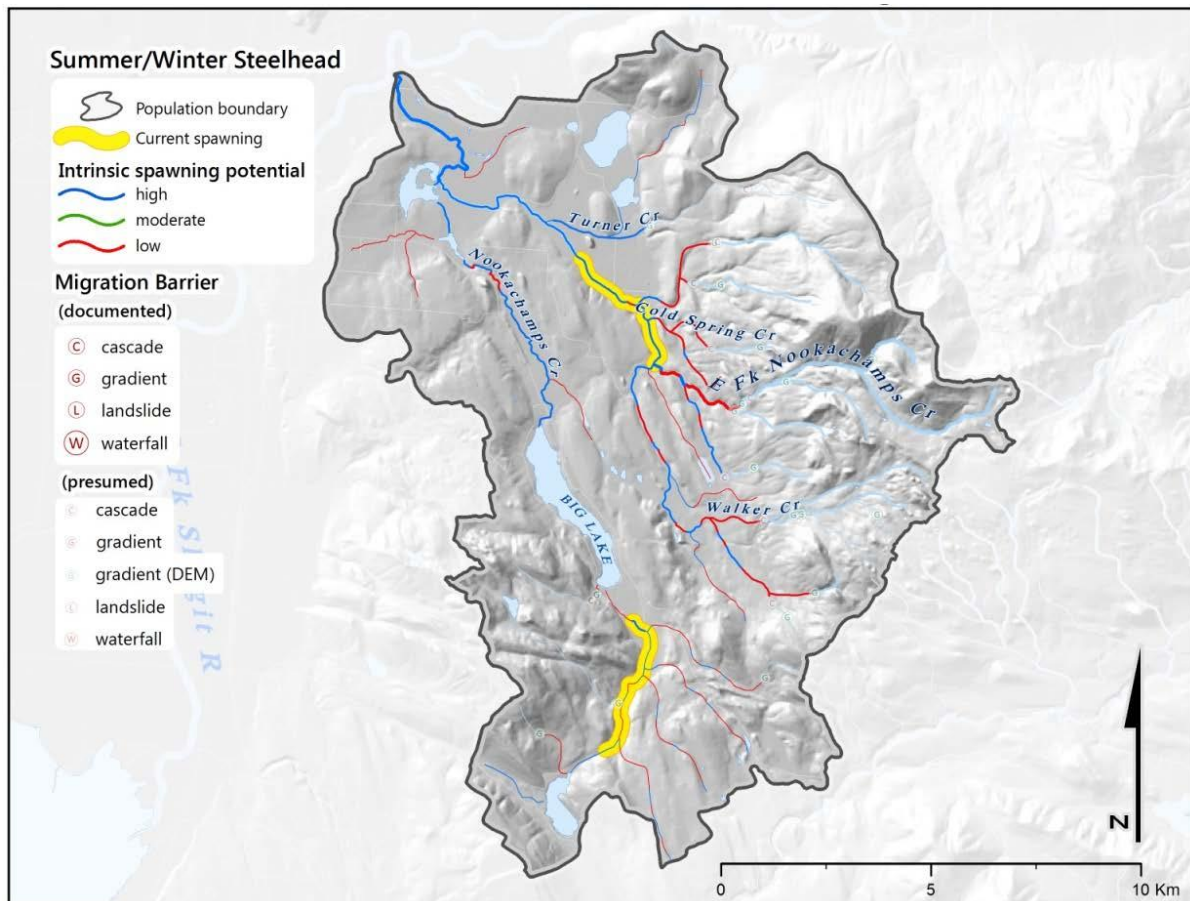 Summer/Winter Steelhead
Population boundary
Current spawning
Intrinsic spawning potential
high
moderate
low
Migration Barrier
(documented)
C cascade
G gradient
L landslide
W waterfall
(presumed)
C cascade
G gradient
G gradient (DEM)
L landslide
W waterfall
Turner Cr
Nookachamps Cr
Cold Spring Cr
E Fk Nookachamps Cr
Walker Cr
BIG LAKE
Fk Skagit R
N
0 5 10 Km